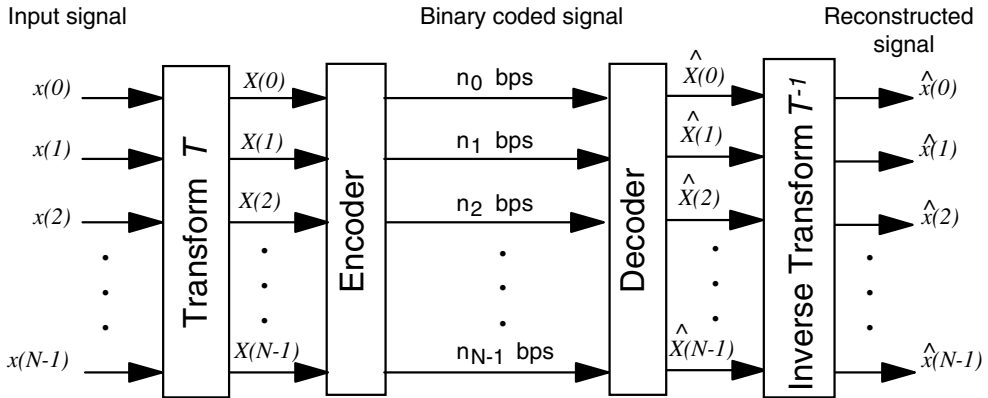 Input signal
Binary coded signal
Reconstructed
signal
x(0)
X(0)
n0 bps
^
X(0)
^
x(0)
x(1)
X(1)
n1 bps
^
X(1)
^
x(1)
x(2)
X(2)
n2 bps
^
X(2)
^
x(2)
x(N-1)
X(N-1)
nN-1 bps
^
X(N-1)
^
x(N-1)
Transform T
Encoder
Decoder
Inverse Transform T-1